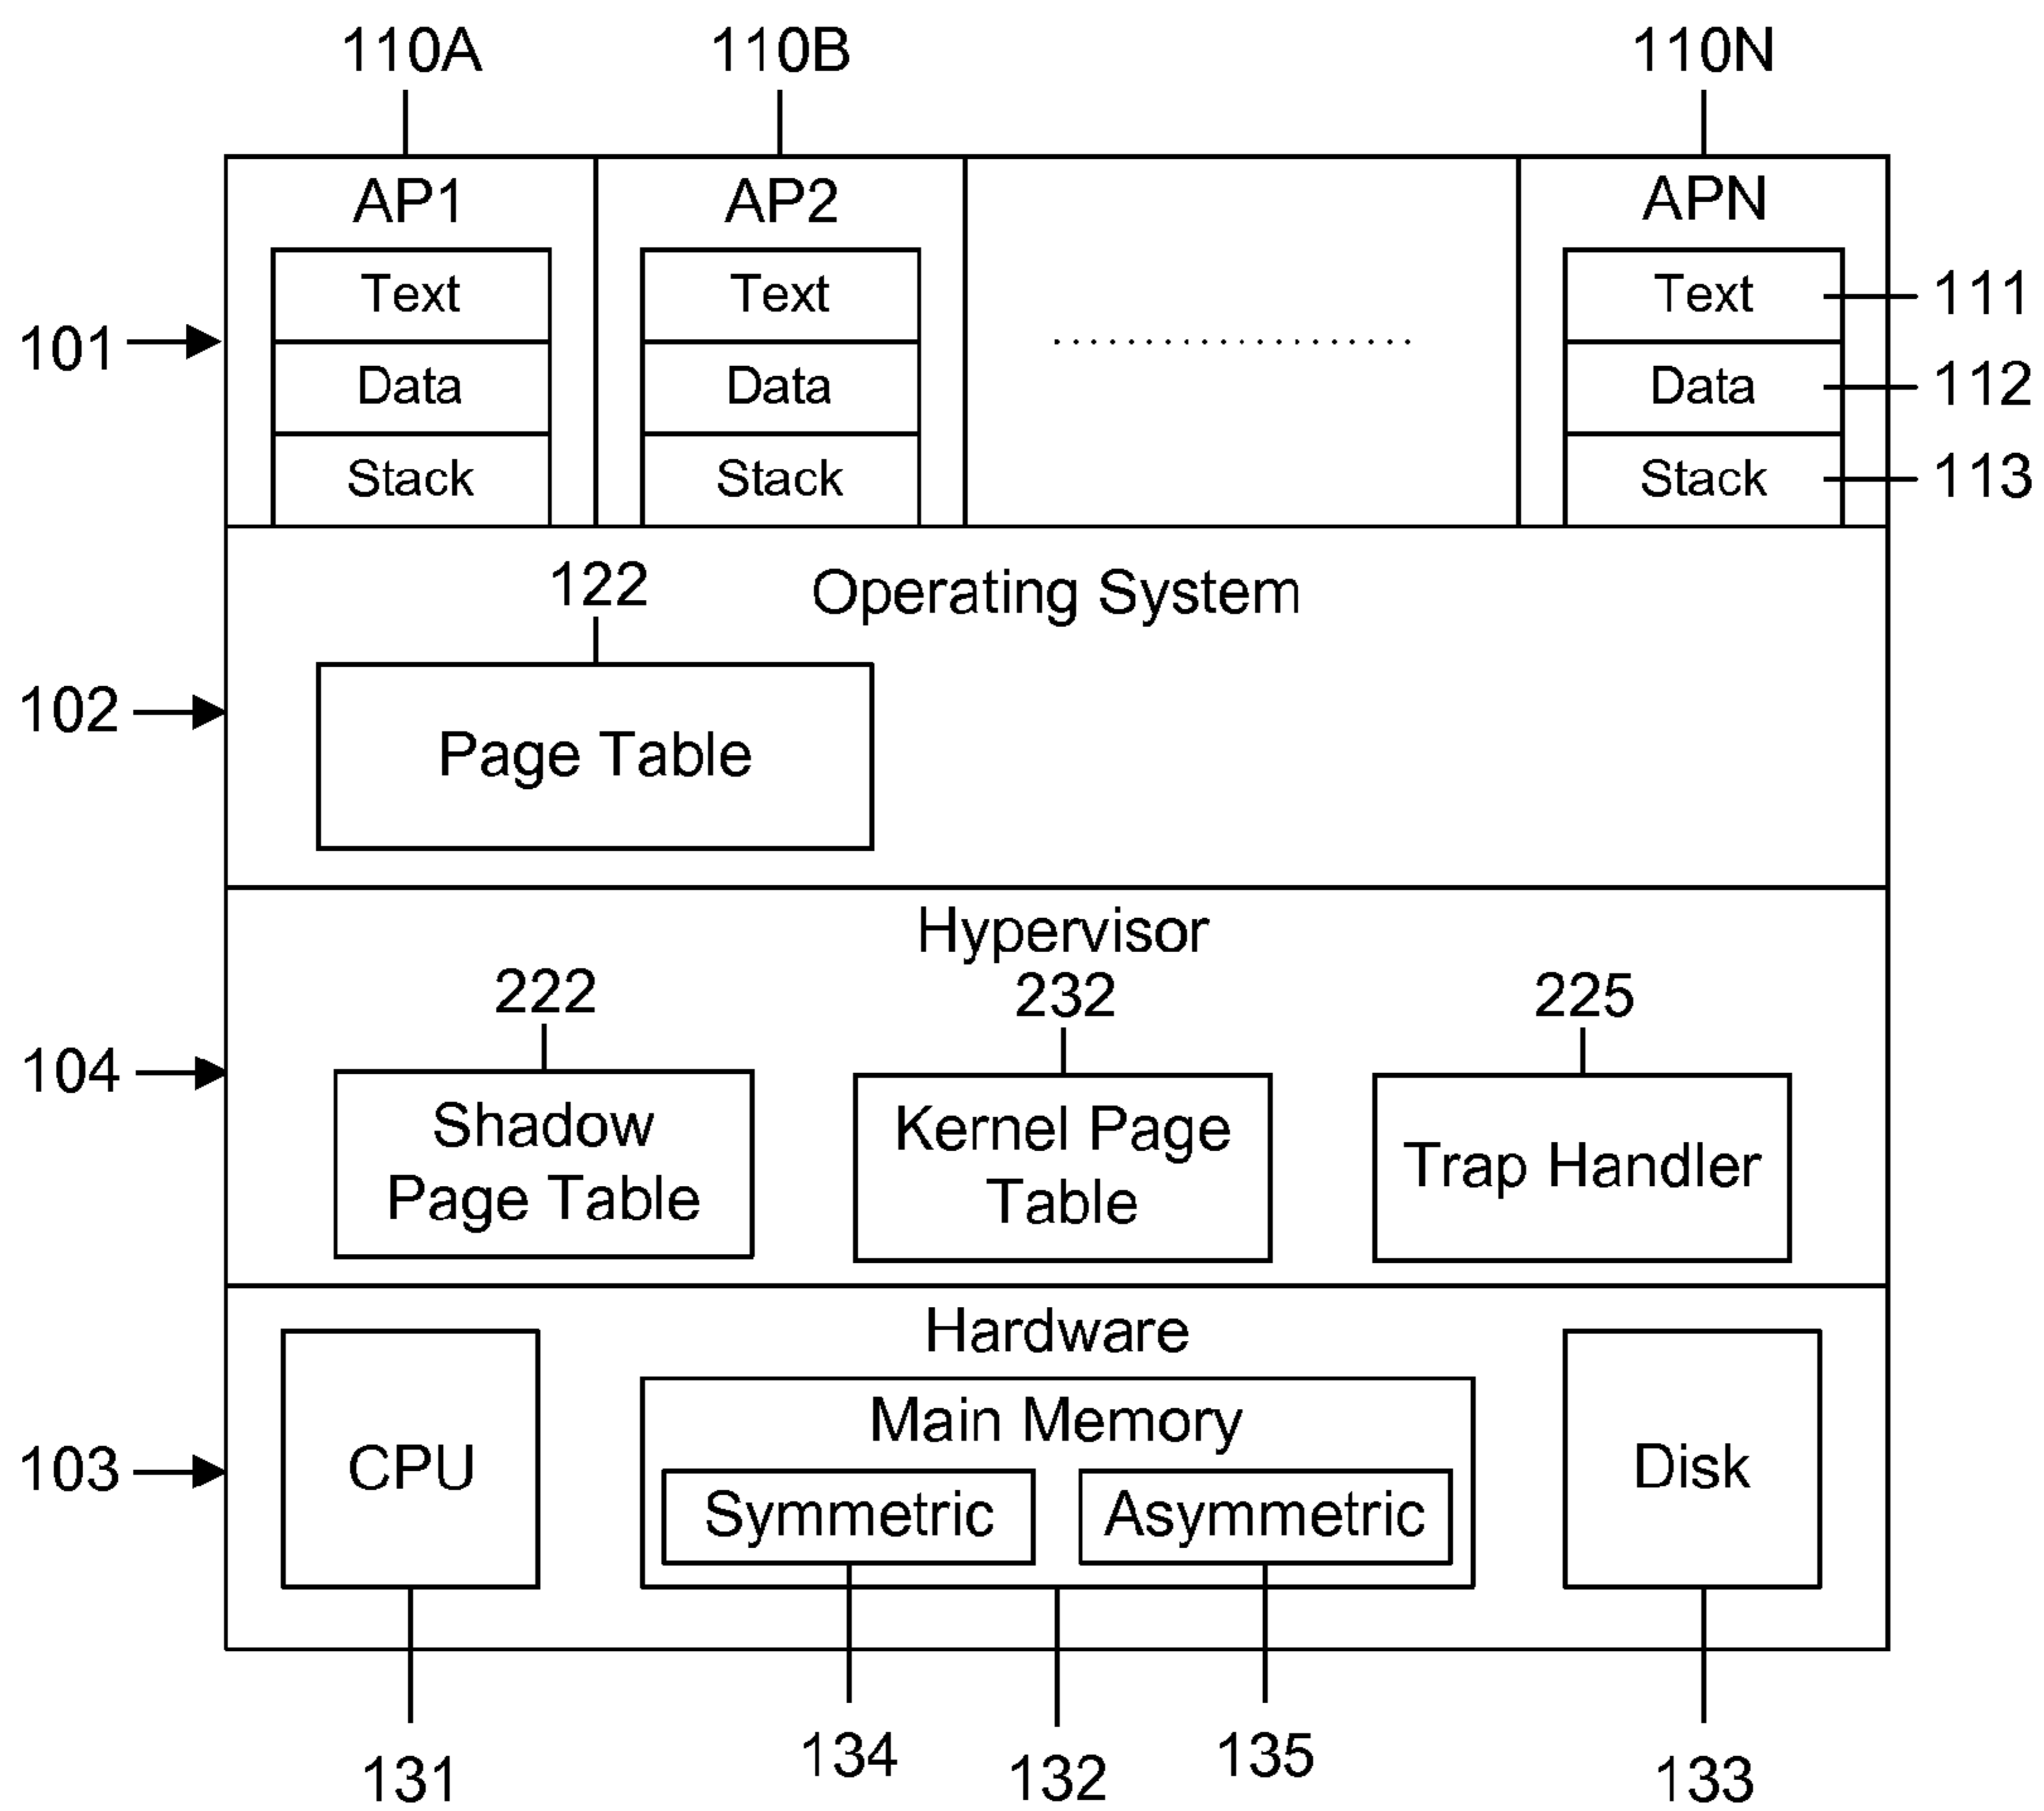 110A 110B 110N
AP1 AP2 APN
Text Text Text 111
101 ....................
Data Data Data 112
Stack Stack Stack 113
122 Operating System
102
Page Table
Hypervisor
222 232 225
104
Shadow Page Table
Kernel Page Table
Trap Handler
Hardware
Main Memory
103 CPU Disk
Symmetric Asymmetric
134 135
131 132 133